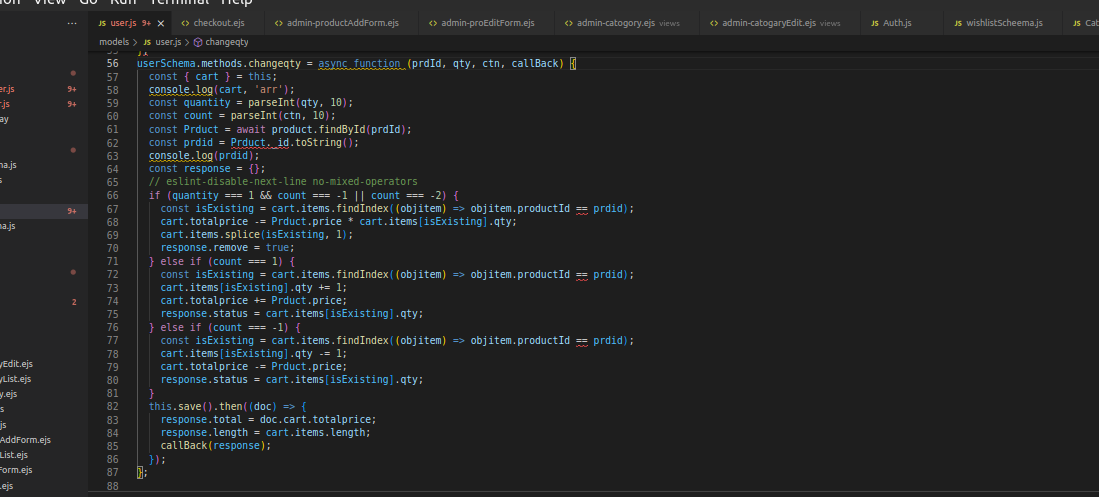 View Go Run Terminal Help
... JS user.js 9+ × <> checkout.ejs <> admin-productAddForm.ejs <> admin-proEditForm.ejs <> admin-catogory.ejs views <> admin-catogaryEdit.ejs views JS Auth.js JS wishlistScheema.js JS Cat
models > JS user.js > changeqty
56 userSchema.methods.changeqty = async function (prdId, qty, ctn, callBack) {
57 const { cart } = this;
58 console.log(cart, 'arr');
59 const quantity = parseInt(qty, 10);
60 const count = parseInt(ctn, 10);
61 const Prduct = await product.findById(prdId);
62 const prdid = Prduct._id.toString();
63 console.log(prdid);
64 const response = {};
65 // eslint-disable-next-line no-mixed-operators
66 if (quantity === 1 && count === -1 || count === -2) {
67 const isExisting = cart.items.findIndex((objitem) => objitem.productId == prdid);
68 cart.totalprice -= Prduct.price * cart.items[isExisting].qty;
69 cart.items.splice(isExisting, 1);
70 response.remove = true;
71 } else if (count === 1) {
72 const isExisting = cart.items.findIndex((objitem) => objitem.productId == prdid);
73 cart.items[isExisting].qty += 1;
74 cart.totalprice += Prduct.price;
75 response.status = cart.items[isExisting].qty;
76 } else if (count === -1) {
77 const isExisting = cart.items.findIndex((objitem) => objitem.productId == prdid);
78 cart.items[isExisting].qty -= 1;
79 cart.totalprice -= Prduct.price;
80 response.status = cart.items[isExisting].qty;
81 }
82 this.save().then((doc) => {
83 response.total = doc.cart.totalprice;
84 response.length = cart.items.length;
85 callBack(response);
86 });
87 };
88
er.js 9+
r.js 9+
ay
na.js
s
9+
na.js
2
yEdit.ejs
yList.ejs
y.ejs
s
js
AddForm.ejs
List.ejs
Form.ejs
.ejs